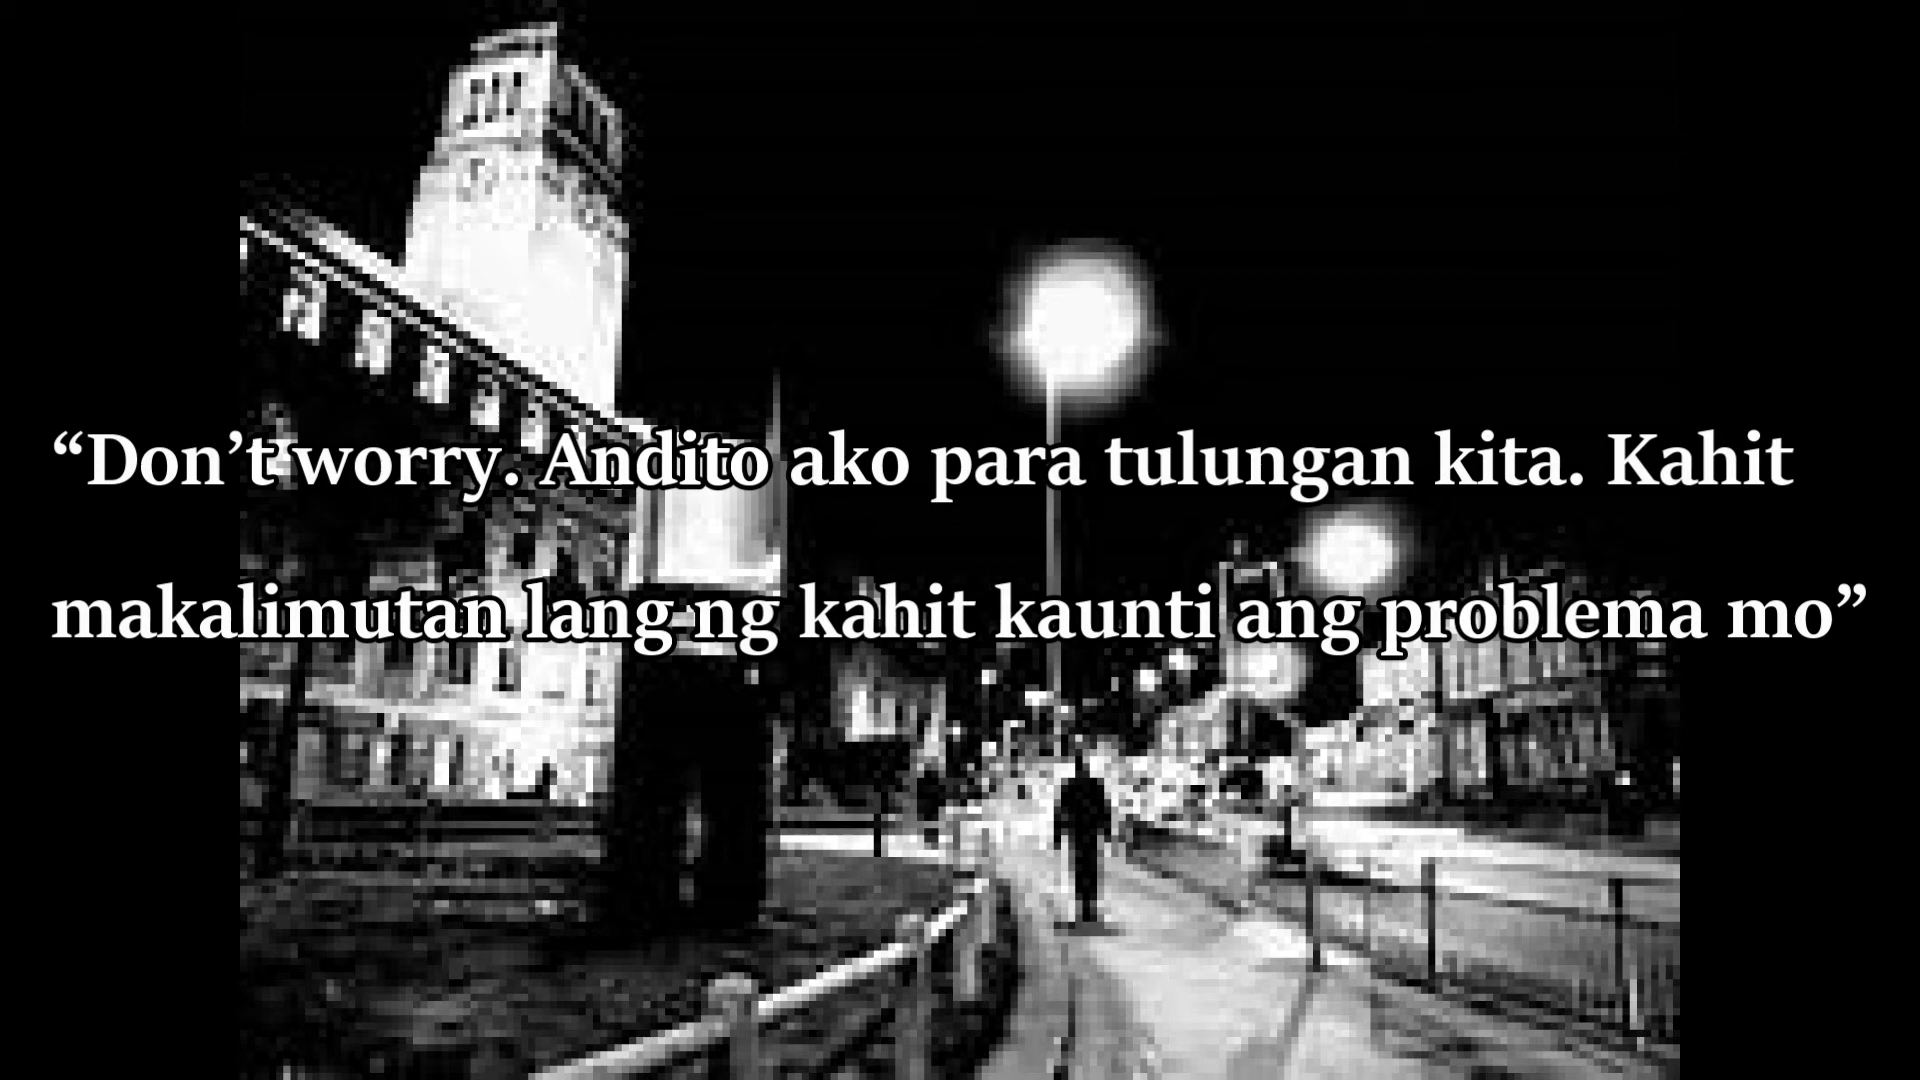 “Don’t worry. Andito ako para tulungan kita. Kahit
makalimutan lang ng kahit kaunti ang problema mo”